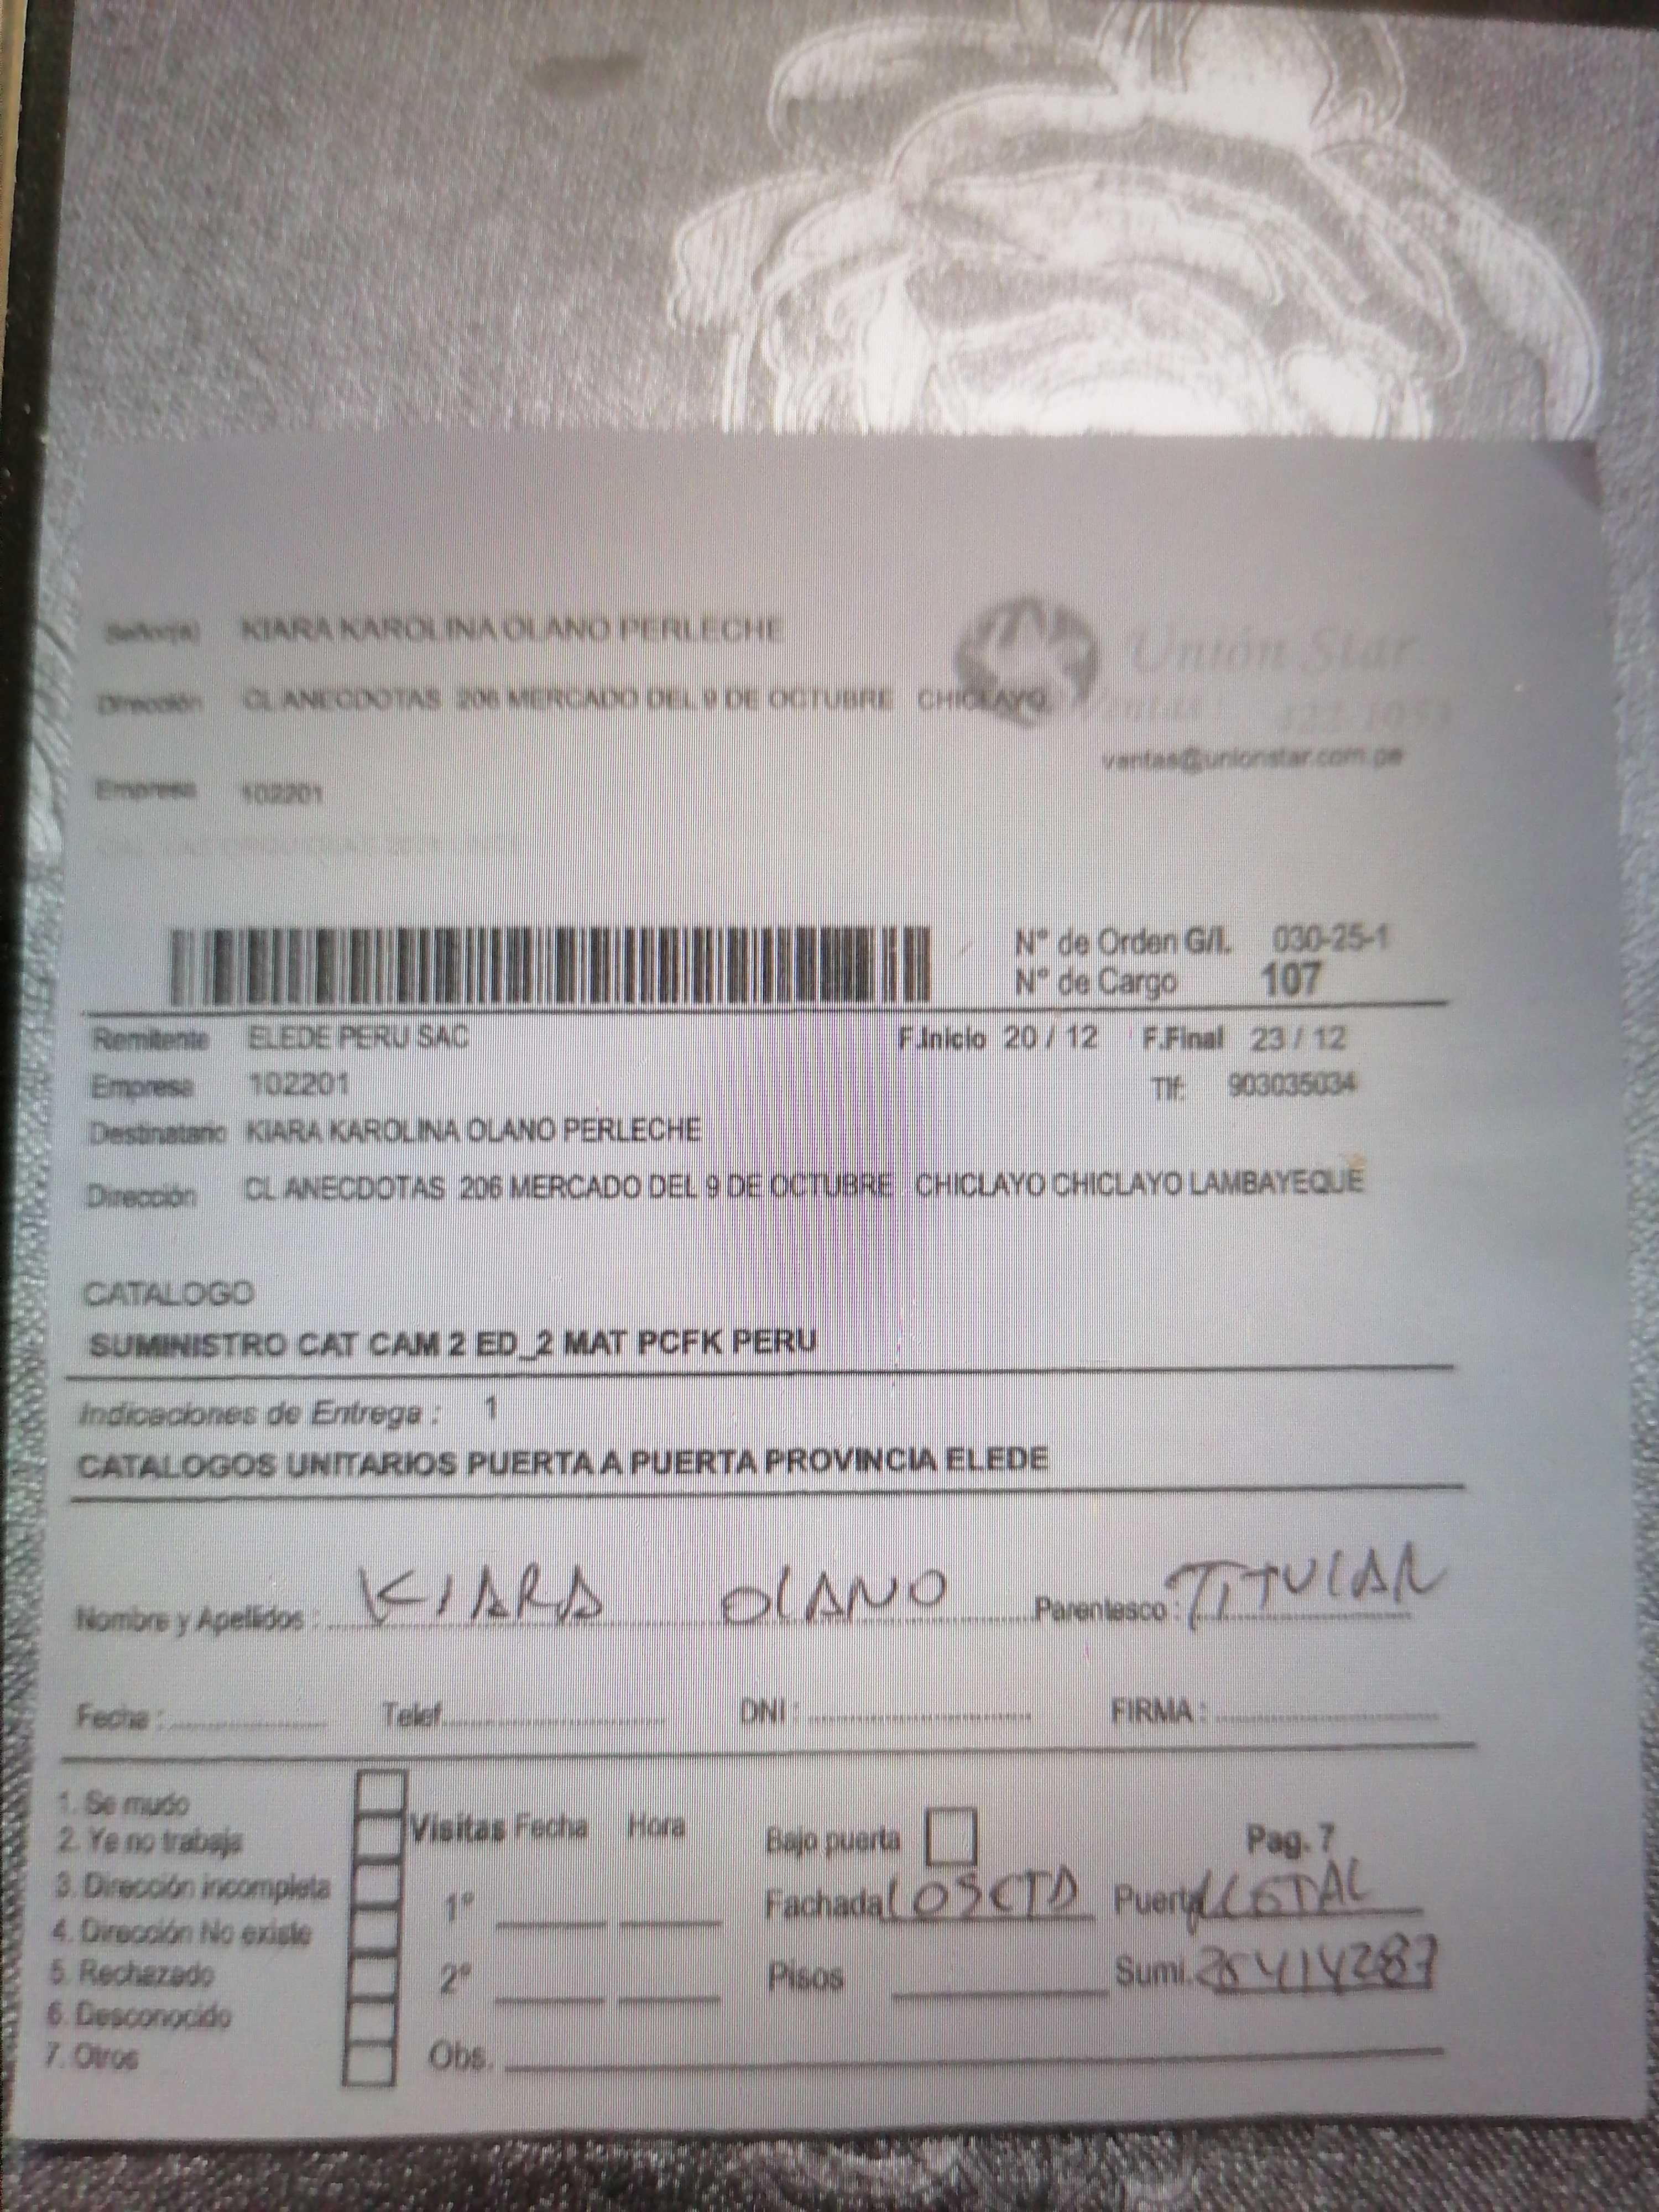 Señor(a) KIARA KAROLINA OLANO PERLECHE
Unión Star
Dirección CL ANECDOTAS 206 MERCADO DEL 9 DE OCTUBRE CHICLAYO
Ventas: 422-1053
ventas@unionstar.com.pe
Empresa 102201
N° de Orden G/I. 030-25-1
N° de Cargo 107
Remitente ELEDE PERU SAC F.Inicio 20 / 12 F.Final 23 / 12
Empresa 102201 Tlf: 903035034
Destinatario KIARA KAROLINA OLANO PERLECHE
Dirección CL ANECDOTAS 206 MERCADO DEL 9 DE OCTUBRE CHICLAYO CHICLAYO LAMBAYEQUE
CATALOGO
SUMINISTRO CAT CAM 2 ED_2 MAT PCFK PERU
Indicaciones de Entrega : 1
CATALOGOS UNITARIOS PUERTA A PUERTA PROVINCIA ELEDE
Nombre y Apellidos : KIARA OLANO Parentesco : TITULAR
Fecha : Telef. DNI : FIRMA :
1. Se mudo
2. Ya no trabaja
3. Dirección incompleta
4. Dirección No existe
5. Rechazado
6. Desconocido
7. Otros
Visitas Fecha Hora
1°
2°
Obs.
Bajo puerta Pag. 7
Fachada LOSCTA Puerta
Pisos Sumi. 25414287